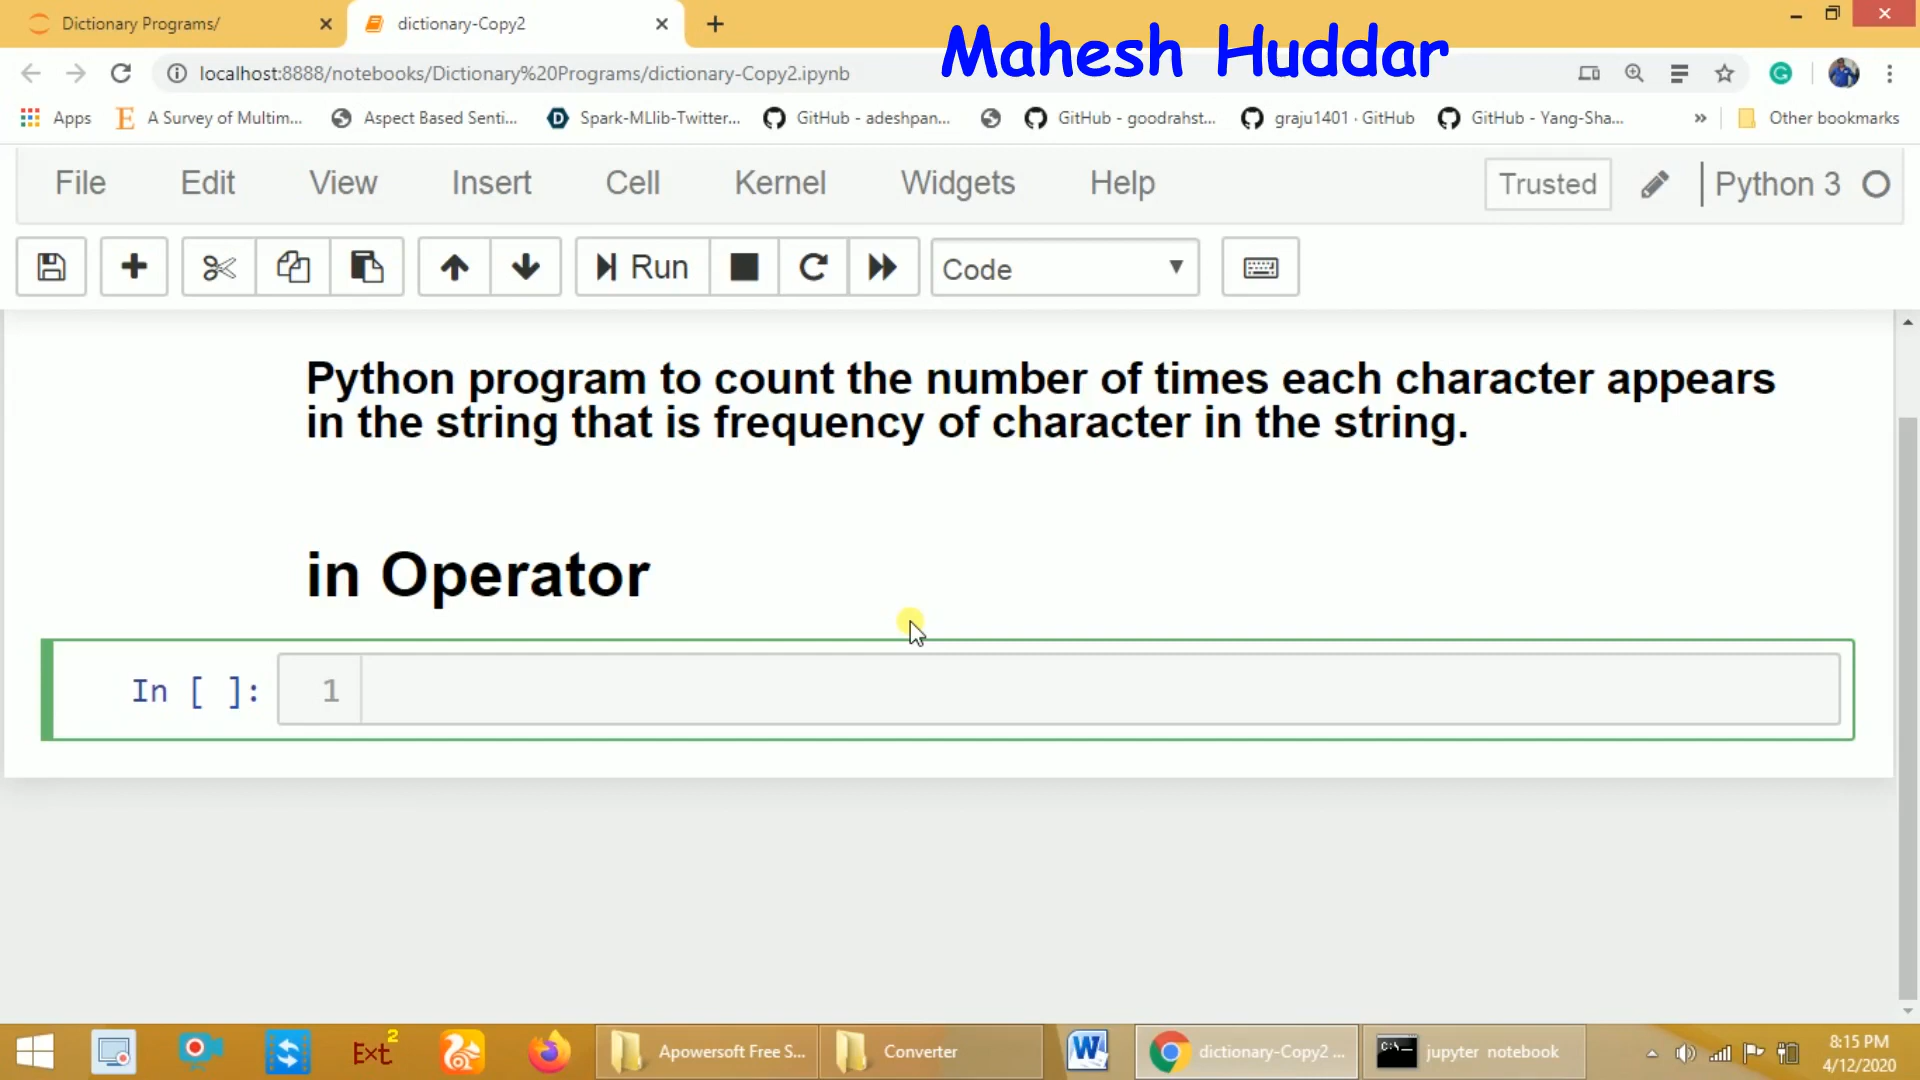 Dictionary Programs/
dictionary-Copy2
Mahesh Huddar
localhost:8888/notebooks/Dictionary%20Programs/dictionary-Copy2.ipynb
Apps
A Survey of Multim...
Aspect Based Senti...
Spark-MLlib-Twitter...
GitHub - adeshpan...
GitHub - goodrahst...
graju1401 · GitHub
GitHub - Yang-Sha...
»
Other bookmarks
File Edit View Insert Cell Kernel Widgets Help
Trusted
Python 3
Run
Code
Python program to count the number of times each character appears
in the string that is frequency of character in the string.
in Operator
In [ ]:
1
Ext2
Apowersoft Free S...
Converter
dictionary-Copy2 ...
jupyter notebook
8:15 PM
4/12/2020